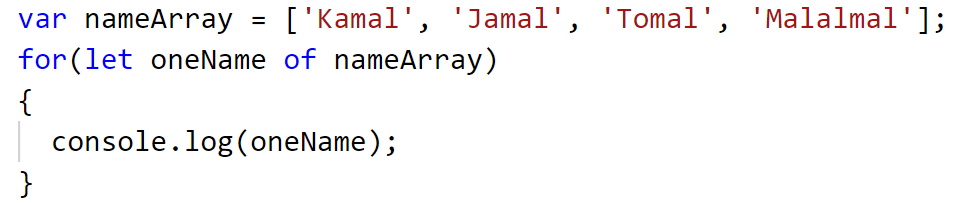 var nameArray = ['Kamal', 'Jamal', 'Tomal', 'Malalmal'];
for(let oneName of nameArray)
{
  console.log(oneName);
}